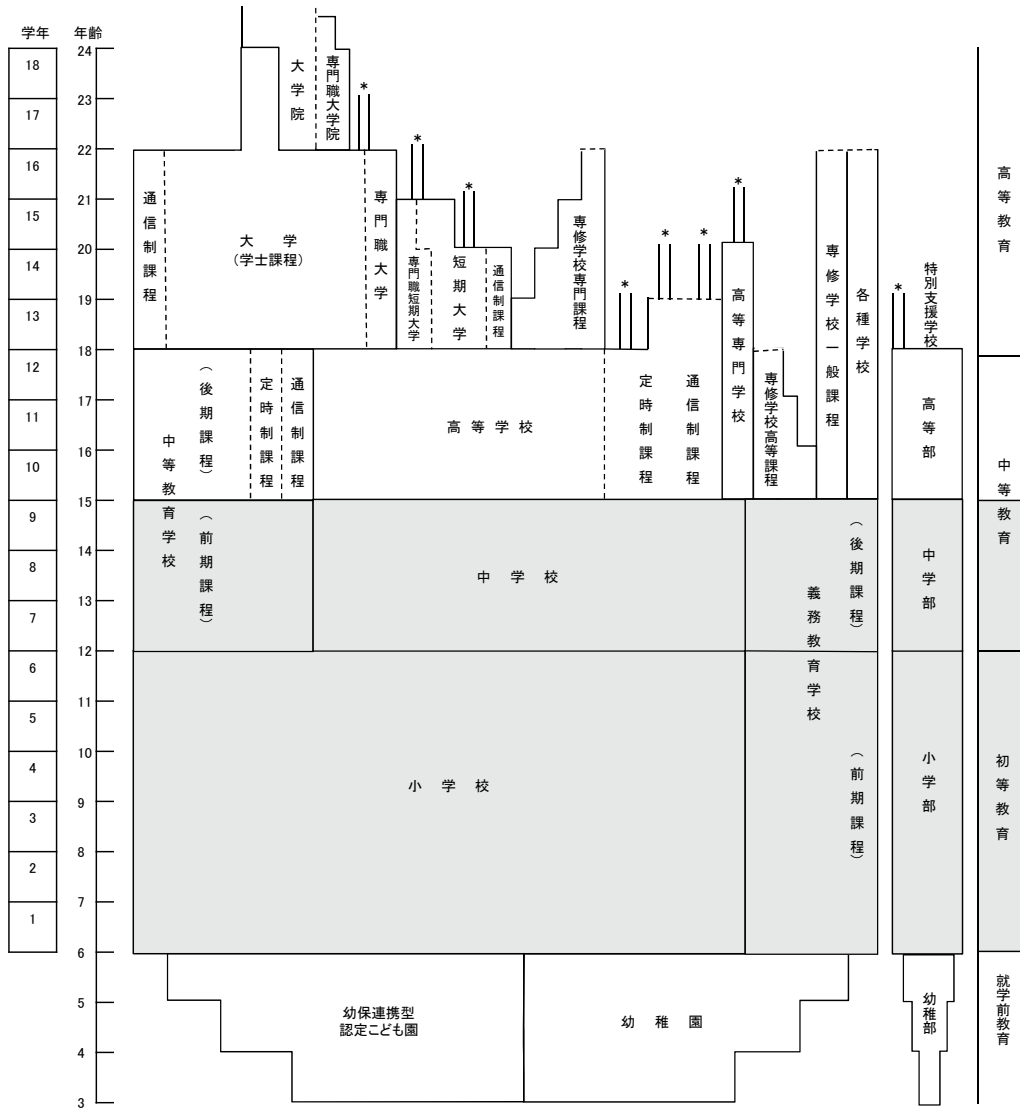 学年
年齢
24
18
23
17
22
16
21
15
20
14
19
13
18
12
17
11
16
10
15
9
14
8
13
7
12
6
11
5
10
4
9
3
8
2
7
1
6
5
4
3
大学院
専門職大学院
*
*
*
*
*
*
*
*
通信制課程
大学
(学士課程)
専門職大学
専門職短期大学
短期大学
通信制課程
専修学校専門課程
高等専門学校
専修学校一般課程
各種学校
特別支援学校
中等教育学校
(後期課程)
定時制課程
通信制課程
高等学校
定時制課程
通信制課程
専修学校高等課程
高等部
(前期課程)
中学校
義務教育学校
(後期課程)
中学部
小学校
(前期課程)
小学部
幼保連携型
認定こども園
幼稚園
幼稚部
高等教育
中等教育
初等教育
就学前教育